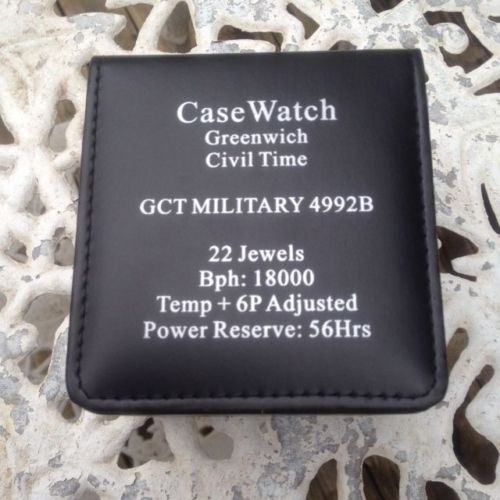 CaseWatch
Greenwich
Civil Time
GCT MILITARY 4992B
22 Jewels
Bph: 18000
Temp + 6P Adjusted
Power Reserve: 56Hrs